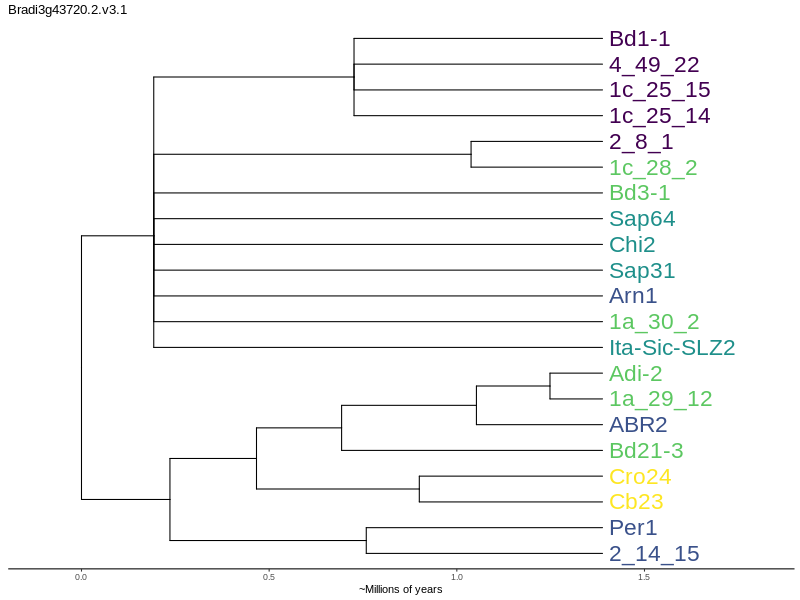 Bradi3g43720.2.v3.1
Bd1-1
4_49_22
1c_25_15
1c_25_14
2_8_1
1c_28_2
Bd3-1
Sap64
Chi2
Sap31
Arn1
1a_30_2
Ita-Sic-SLZ2
Adi-2
1a_29_12
ABR2
Bd21-3
Cro24
Cb23
Per1
2_14_15
0.0 0.5 1.0 1.5
~Millions of years